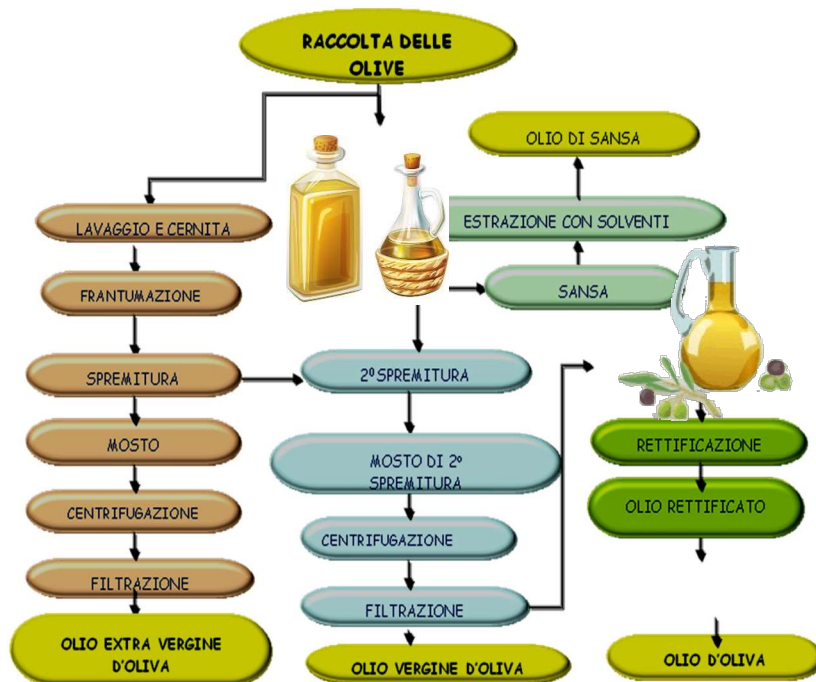 RACCOLTA DELLE
OLIVE
OLIO DI SANSA
LAVAGGIO E CERNITA
ESTRAZIONE CON SOLVENTI
FRANTUMAZIONE
SANSA
SPREMITURA
2º SPREMITURA
MOSTO
MOSTO DI 2º
SPREMITURA
RETTIFICAZIONE
CENTRIFUGAZIONE
CENTRIFUGAZIONE
OLIO RETTIFICATO
FILTRAZIONE
FILTRAZIONE
OLIO EXTRA VERGINE
D'OLIVA
OLIO VERGINE D'OLIVA
OLIO D'OLIVA